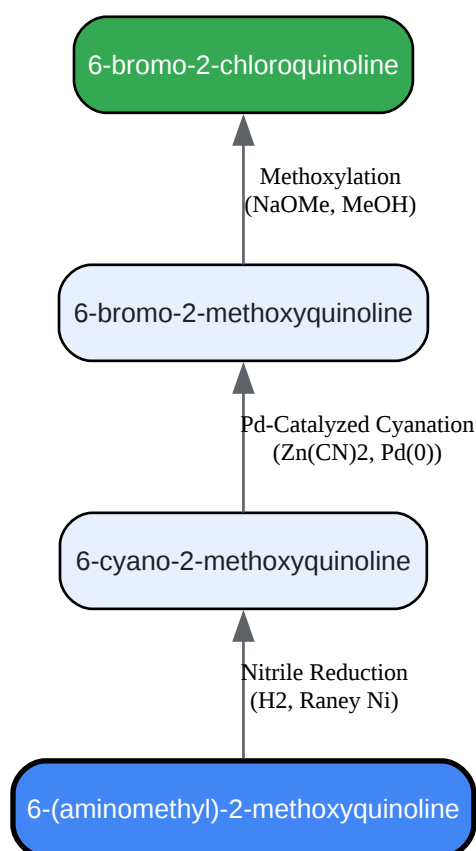 6-bromo-2-chloroquinoline
Methoxylation
(NaOMe, MeOH)
6-bromo-2-methoxyquinoline
Pd-Catalyzed Cyanation
(Zn(CN)2, Pd(0))
6-cyano-2-methoxyquinoline
Nitrile Reduction
(H2, Raney Ni)
6-(aminomethyl)-2-methoxyquinoline